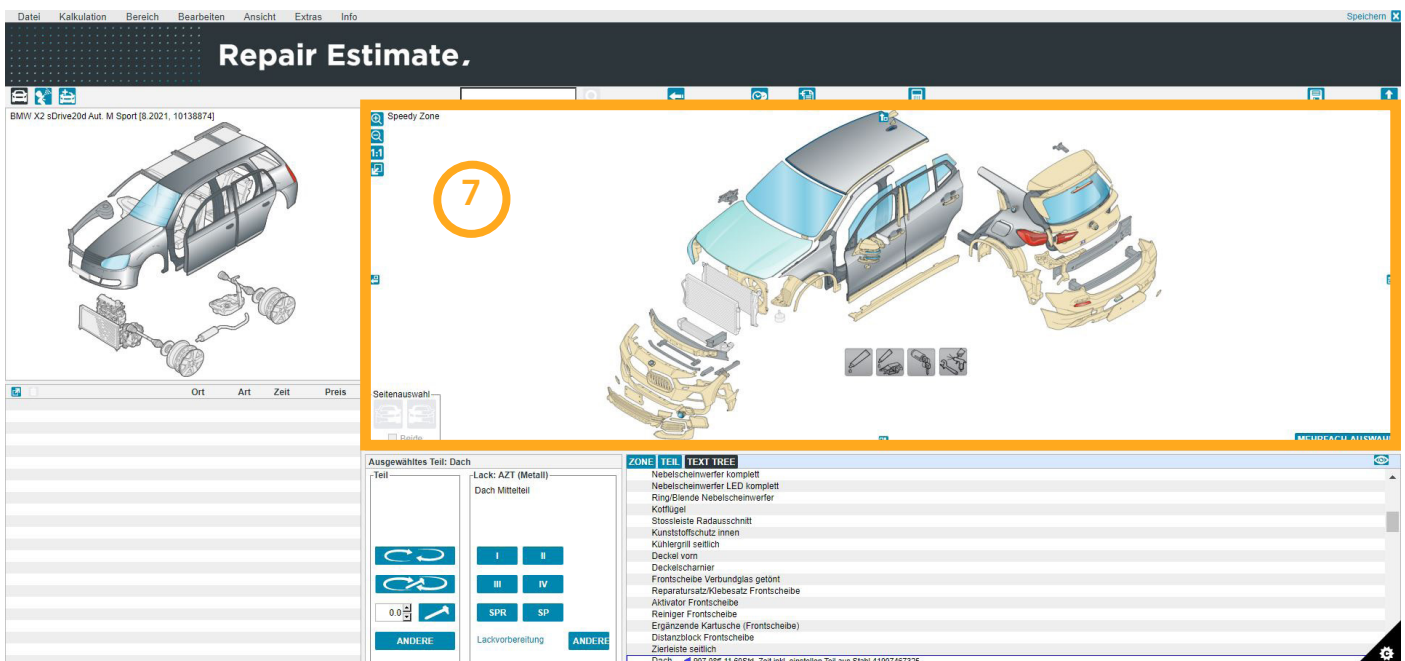 Datei Kalkulation Bereich Bearbeiten Ansicht Extras Info Speichern
Repair Estimate.
BMW X2 sDrive20d Aut. M Sport [8.2021, 10138874]
Speedy Zone
1:1
7
Ort Art Zeit Preis
Seitenauswahl
Beide
MEHRFACH AUSWAHL
Ausgewähltes Teil: Dach
Teil
0.0
ANDERE
Lack: AZT (Metall)
Dach Mittelteil
I II
III IV
SPR SP
Lackvorbereitung ANDERE
ZONE TEIL TEXT TREE
Nebelscheinwerfer komplett
Nebelscheinwerfer LED komplett
Ring/Blende Nebelscheinwerfer
Kotflügel
Stossleiste Radausschnitt
Kunststoffschutz innen
Kühlergrill seitlich
Deckel vorn
Deckelscharnier
Frontscheibe Verbundglas getönt
Reparatursatz/Klebesatz Frontscheibe
Aktivator Frontscheibe
Reiniger Frontscheibe
Ergänzende Kartusche (Frontscheibe)
Distanzblock Frontscheibe
Zierleiste seitlich
Dach